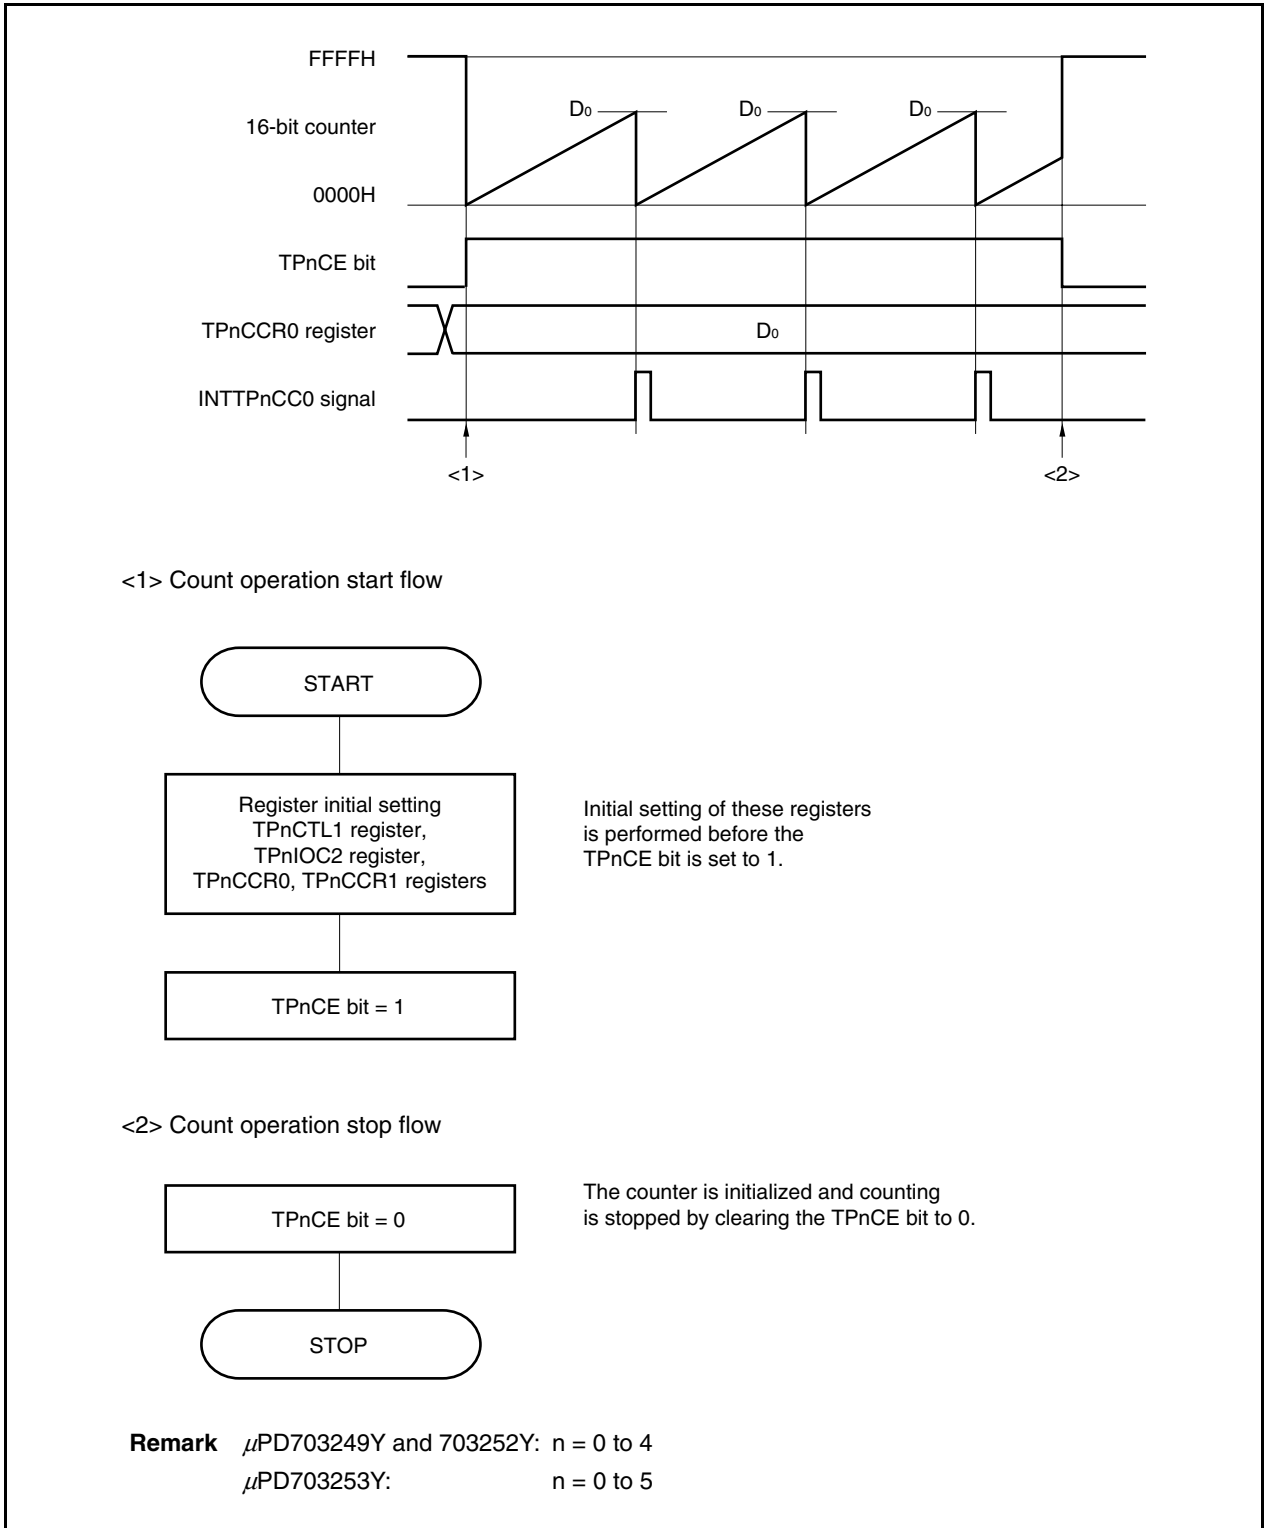 FFFFH
D0 D0 D0
16-bit counter
0000H
TPnCE bit
TPnCCR0 register D0
INTTPnCC0 signal
<1> <2>
<1> Count operation start flow
START
Register initial setting
TPnCTL1 register,
TPnIOC2 register,
TPnCCR0, TPnCCR1 registers
Initial setting of these registers
is performed before the
TPnCE bit is set to 1.
TPnCE bit = 1
<2> Count operation stop flow
TPnCE bit = 0
The counter is initialized and counting
is stopped by clearing the TPnCE bit to 0.
STOP
Remark μPD703249Y and 703252Y: n = 0 to 4
μPD703253Y: n = 0 to 5